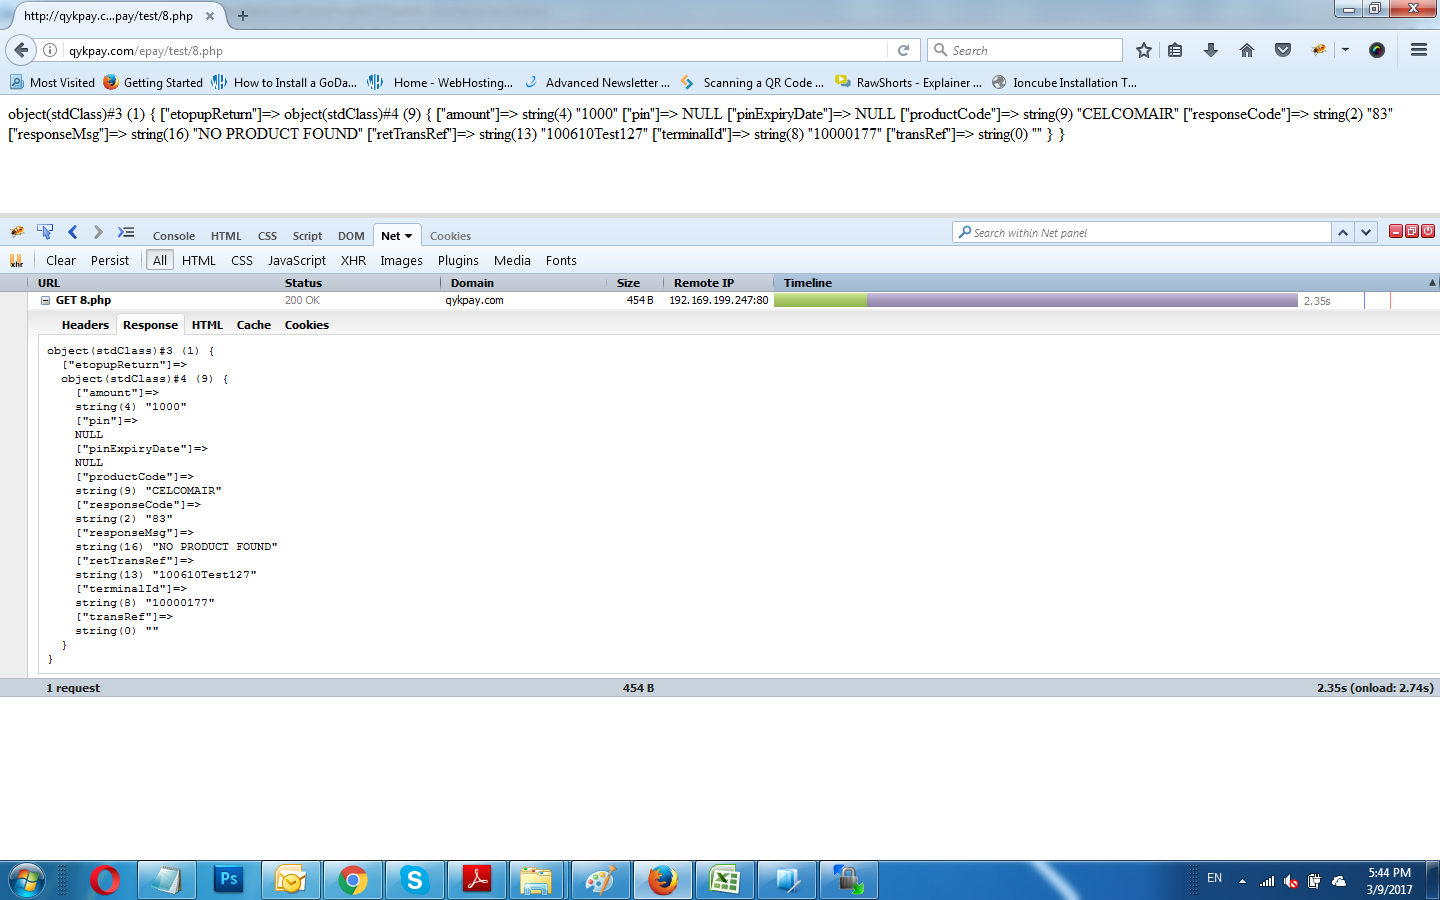 http://qykpay.c...pay/test/8.php
qykpay.com/epay/test/8.php
Search
Most Visited Getting Started How to Install a GoDa... Home - WebHosting... Advanced Newsletter ... Scanning a QR Code ... RawShorts - Explainer ... Ioncube Installation T...
object(stdClass)#3 (1) { ["etopupReturn"]=> object(stdClass)#4 (9) { ["amount"]=> string(4) "1000" ["pin"]=> NULL ["pinExpiryDate"]=> NULL ["productCode"]=> string(9) "CELCOMAIR" ["responseCode"]=> string(2) "83"
["responseMsg"]=> string(16) "NO PRODUCT FOUND" ["retTransRef"]=> string(13) "100610Test127" ["terminalId"]=> string(8) "10000177" ["transRef"]=> string(0) "" } }
Console HTML CSS Script DOM Net Cookies Search within Net panel
xhr Clear Persist All HTML CSS JavaScript XHR Images Plugins Media Fonts
URL Status Domain Size Remote IP Timeline
GET 8.php 200 OK qykpay.com 454 B 192.169.199.247:80 2.35s
Headers Response HTML Cache Cookies
object(stdClass)#3 (1) {
["etopupReturn"]=>
object(stdClass)#4 (9) {
["amount"]=>
string(4) "1000"
["pin"]=>
NULL
["pinExpiryDate"]=>
NULL
["productCode"]=>
string(9) "CELCOMAIR"
["responseCode"]=>
string(2) "83"
["responseMsg"]=>
string(16) "NO PRODUCT FOUND"
["retTransRef"]=>
string(13) "100610Test127"
["terminalId"]=>
string(8) "10000177"
["transRef"]=>
string(0) ""
}
}
1 request 454 B 2.35s (onload: 2.74s)
Ps
EN
5:44 PM
3/9/2017